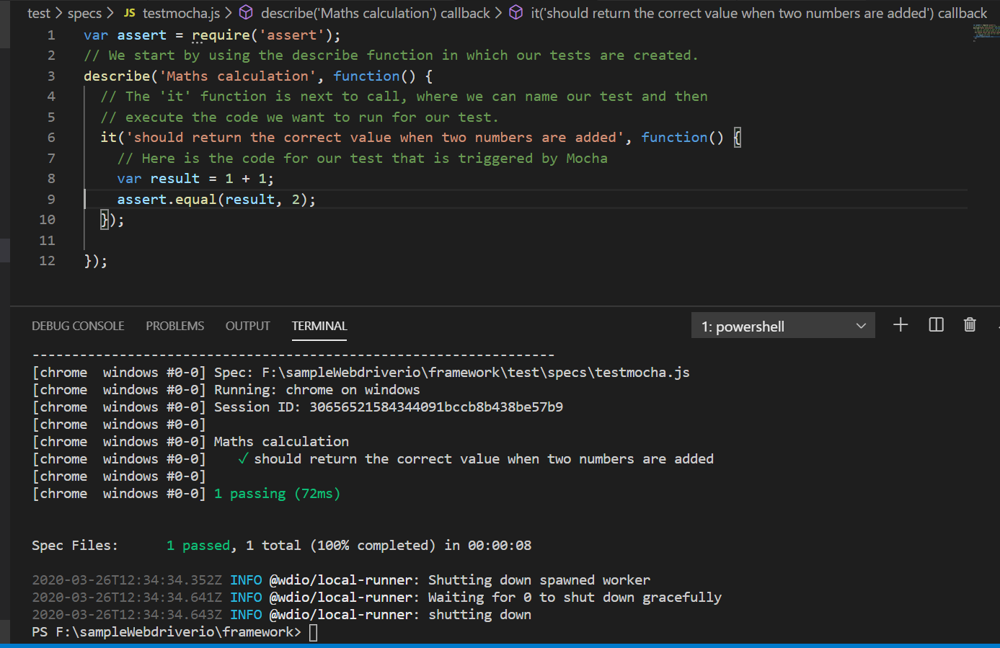 test > specs > JS testmocha.js > describe('Maths calculation') callback > it('should return the correct value when two numbers are added') callback
1 var assert = require('assert');
2 // We start by using the describe function in which our tests are created.
3 describe('Maths calculation', function() {
4 // The 'it' function is next to call, where we can name our test and then
5 // execute the code we want to run for our test.
6 it('should return the correct value when two numbers are added', function() {
7 // Here is the code for our test that is triggered by Mocha
8 var result = 1 + 1;
9 assert.equal(result, 2);
10 });
11
12 });
DEBUG CONSOLE PROBLEMS OUTPUT TERMINAL 1: powershell
------------------------------------------------------------------
[chrome  windows #0-0] Spec: F:\sampleWebdriverio\framework\test\specs\testmocha.js
[chrome  windows #0-0] Running: chrome on windows
[chrome  windows #0-0] Session ID: 30656521584344091bccb8b438be57b9
[chrome  windows #0-0]
[chrome  windows #0-0] Maths calculation
[chrome  windows #0-0]    ✓ should return the correct value when two numbers are added
[chrome  windows #0-0]
[chrome  windows #0-0] 1 passing (72ms)
Spec Files:      1 passed, 1 total (100% completed) in 00:00:08
2020-03-26T12:34:34.352Z INFO @wdio/local-runner: Shutting down spawned worker
2020-03-26T12:34:34.641Z INFO @wdio/local-runner: Waiting for 0 to shut down gracefully
2020-03-26T12:34:34.643Z INFO @wdio/local-runner: shutting down
PS F:\sampleWebdriverio\framework>